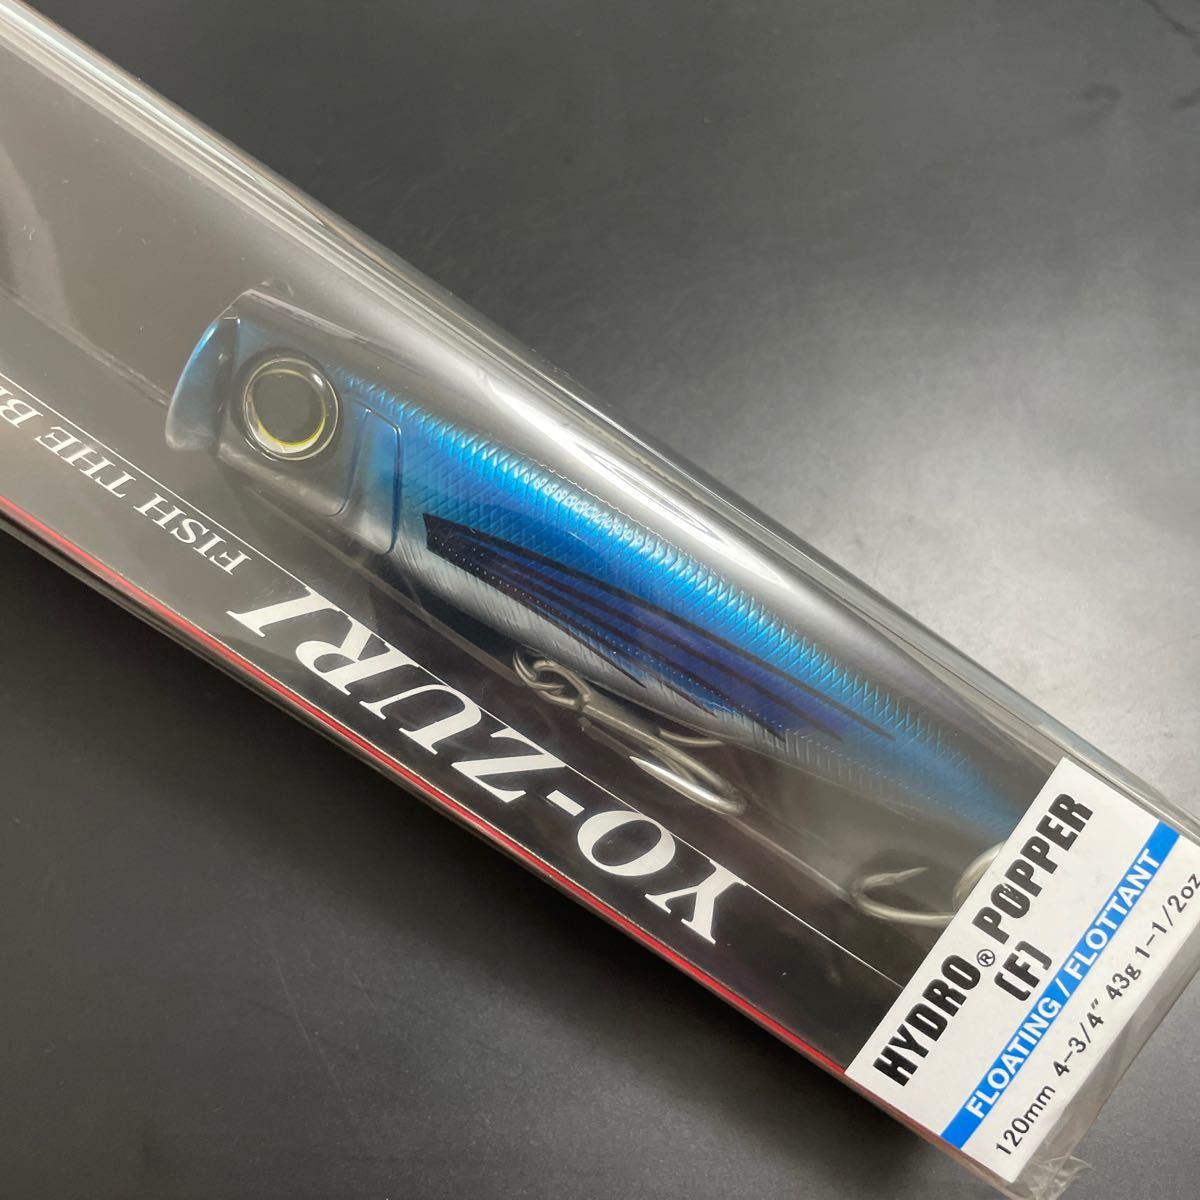 FISH THE
YO-ZURI
HYDRO® POPPER
(F)
FLOATING / FLOTTANT
120mm 4-3/4" 43g 1-1/2oz